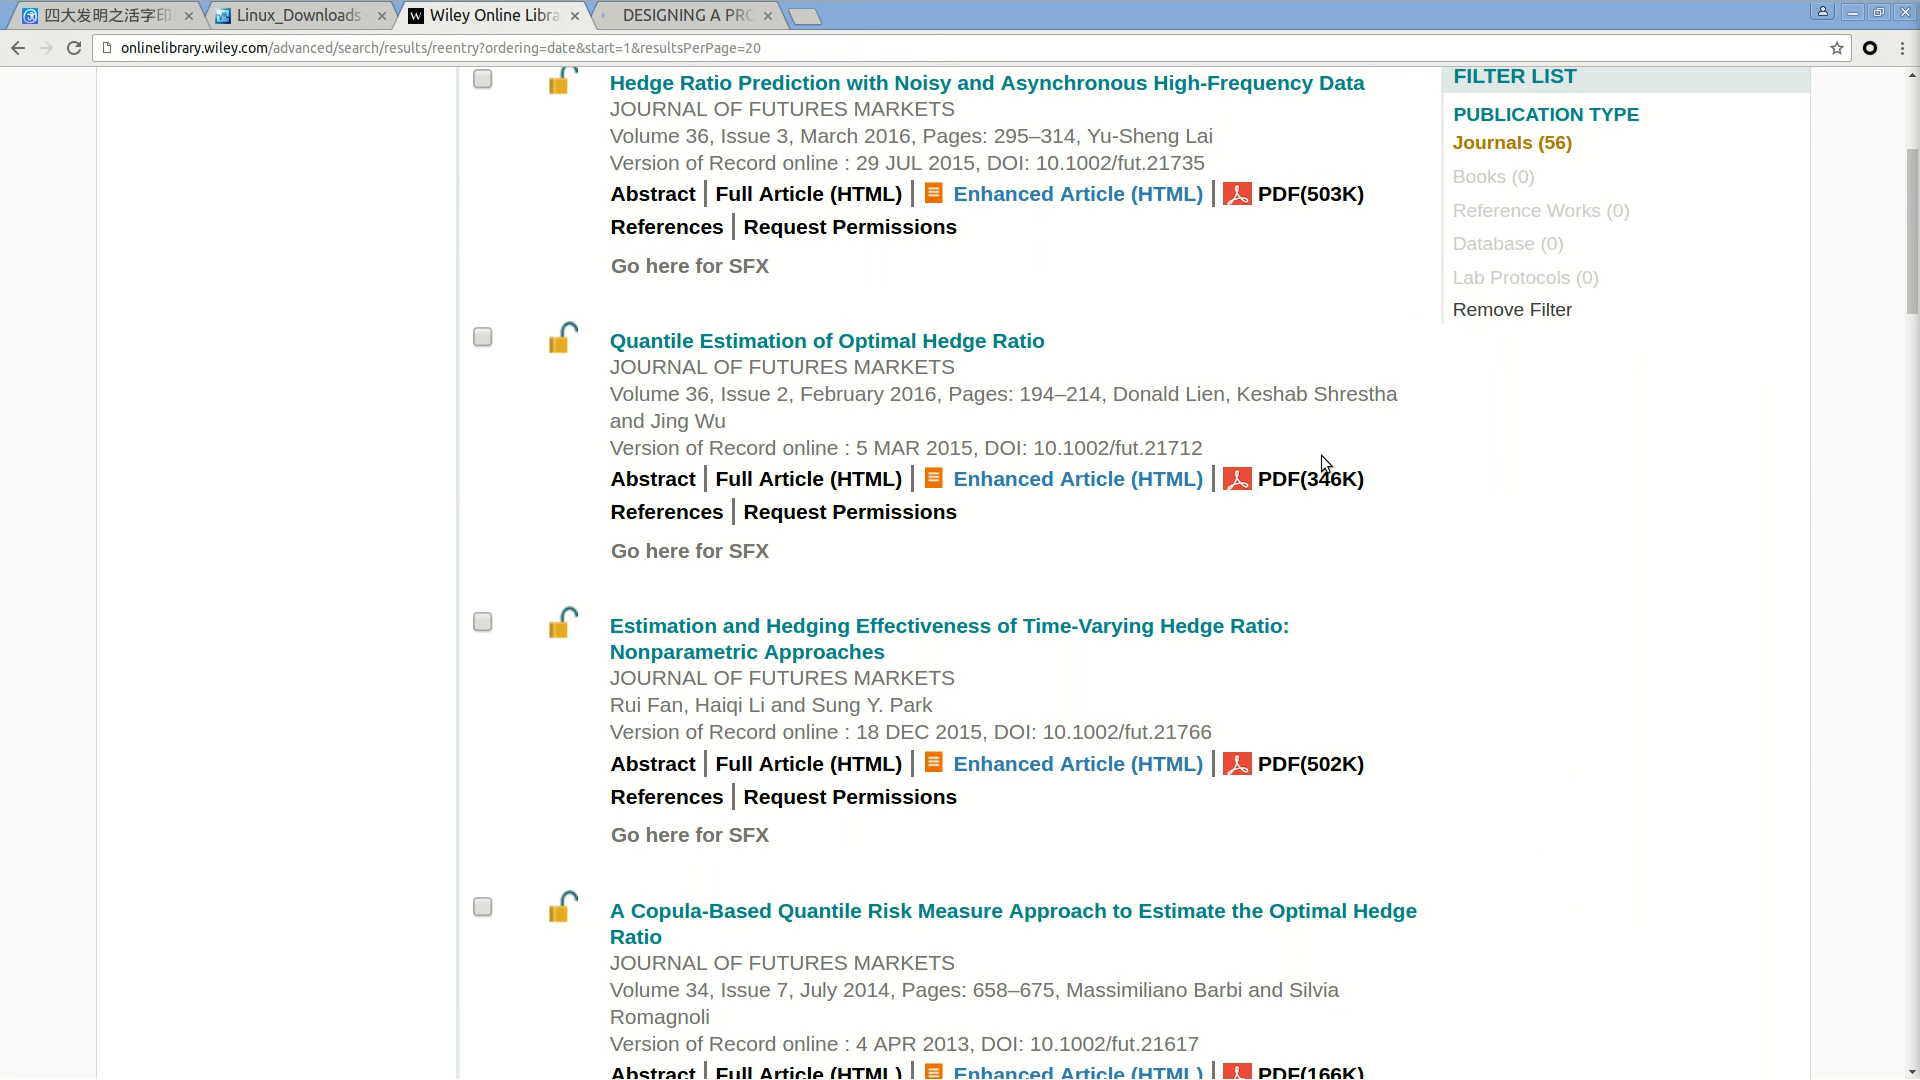 四大发明之活字印
Linux_Downloads
Wiley Online Libra
DESIGNING A PRO
onlinelibrary.wiley.com/advanced/search/results/reentry?ordering=date&start=1&resultsPerPage=20
Hedge Ratio Prediction with Noisy and Asynchronous High-Frequency Data
JOURNAL OF FUTURES MARKETS
Volume 36, Issue 3, March 2016, Pages: 295–314, Yu-Sheng Lai
Version of Record online : 29 JUL 2015, DOI: 10.1002/fut.21735
Abstract | Full Article (HTML) | Enhanced Article (HTML) | PDF(503K)
References | Request Permissions
Go here for SFX
Quantile Estimation of Optimal Hedge Ratio
JOURNAL OF FUTURES MARKETS
Volume 36, Issue 2, February 2016, Pages: 194–214, Donald Lien, Keshab Shrestha
and Jing Wu
Version of Record online : 5 MAR 2015, DOI: 10.1002/fut.21712
Abstract | Full Article (HTML) | Enhanced Article (HTML) | PDF(346K)
References | Request Permissions
Go here for SFX
Estimation and Hedging Effectiveness of Time-Varying Hedge Ratio:
Nonparametric Approaches
JOURNAL OF FUTURES MARKETS
Rui Fan, Haiqi Li and Sung Y. Park
Version of Record online : 18 DEC 2015, DOI: 10.1002/fut.21766
Abstract | Full Article (HTML) | Enhanced Article (HTML) | PDF(502K)
References | Request Permissions
Go here for SFX
A Copula-Based Quantile Risk Measure Approach to Estimate the Optimal Hedge
Ratio
JOURNAL OF FUTURES MARKETS
Volume 34, Issue 7, July 2014, Pages: 658–675, Massimiliano Barbi and Silvia
Romagnoli
Version of Record online : 4 APR 2013, DOI: 10.1002/fut.21617
Abstract | Full Article (HTML) | Enhanced Article (HTML) | PDF(166K)
FILTER LIST
PUBLICATION TYPE
Journals (56)
Books (0)
Reference Works (0)
Database (0)
Lab Protocols (0)
Remove Filter